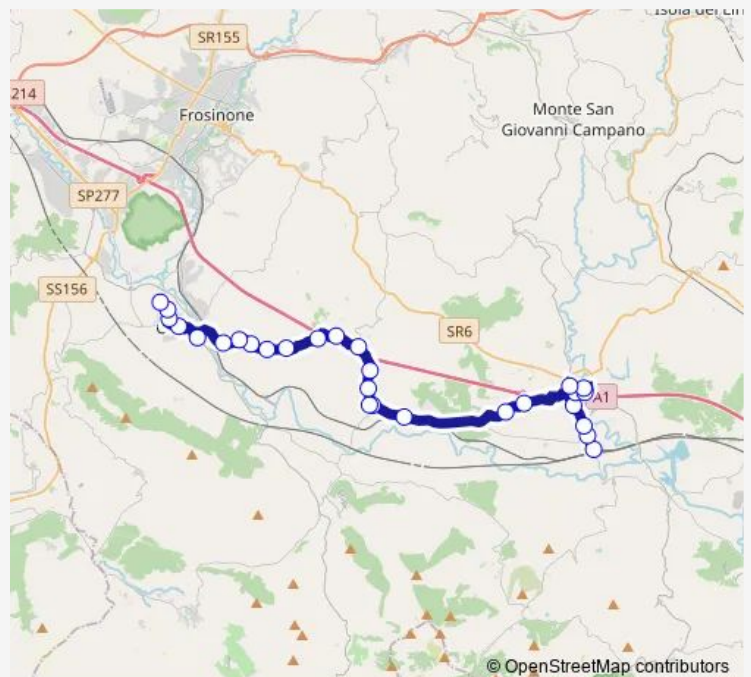 SR155
214
Frosinone
Monte San
Giovanni Campano
SP277
SS156
SR6
A1
© OpenStreetMap contributors